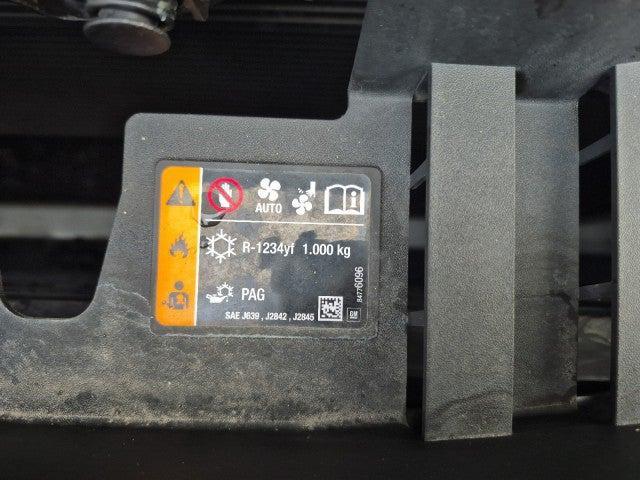 AUTO
R-1234yf 1.000 kg
PAG
SAE J639 , J2842 , J2845
84776096
GM